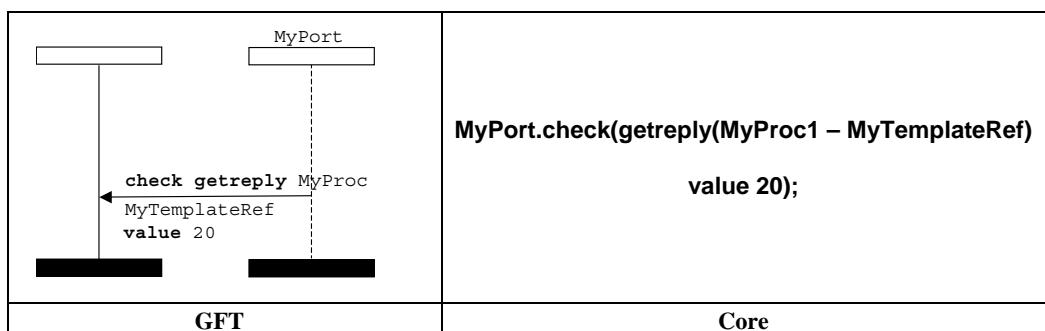 MyPort
check getreply MyProc
MyTemplateRef
value 20
MyPort.check(getreply(MyProc1 – MyTemplateRef)
value 20);
GFT
Core